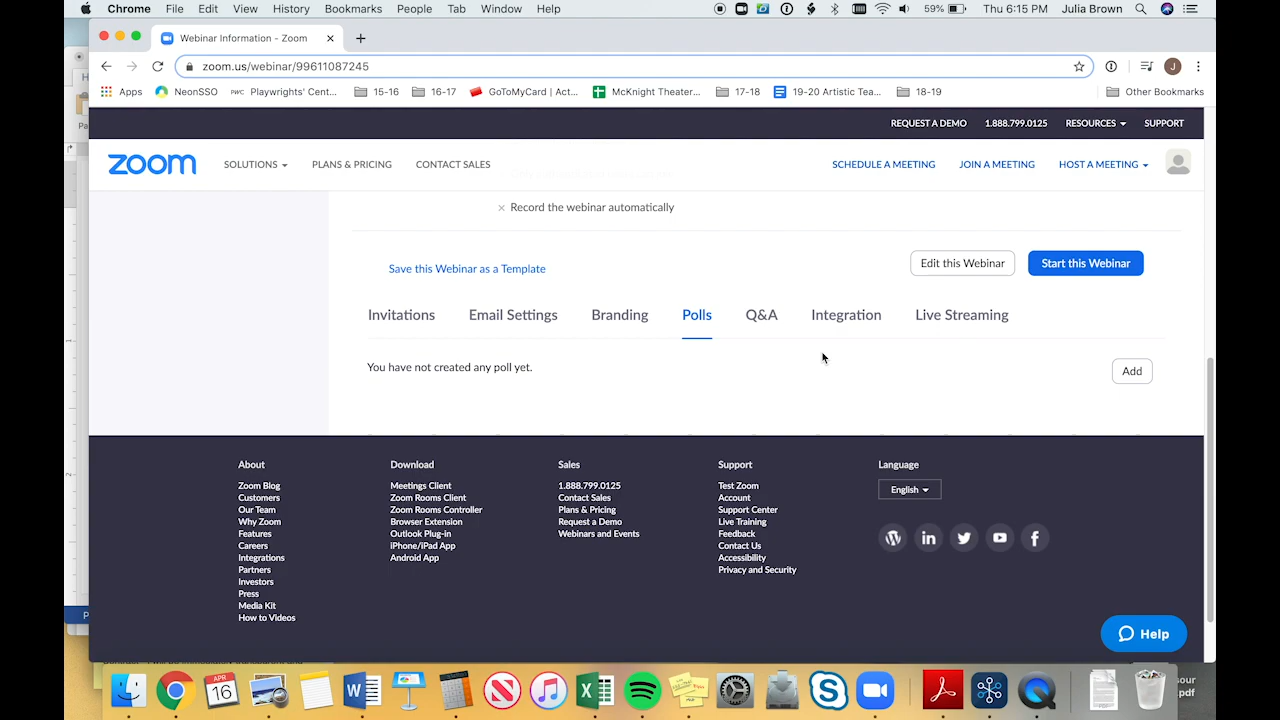 Chrome File Edit View History Bookmarks People Tab Window Help 59% Thu 6:15 PM Julia Brown
Webinar Information - Zoom
zoom.us/webinar/99611087245 J
Apps NeonSSO PWC Playwrights' Cent... 15-16 16-17 GoToMyCard | Act... McKnight Theater... 17-18 19-20 Artistic Tea... 18-19 Other Bookmarks
REQUEST A DEMO 1.888.799.0125 RESOURCES SUPPORT
zoom SOLUTIONS PLANS & PRICING CONTACT SALES SCHEDULE A MEETING JOIN A MEETING HOST A MEETING
× Record the webinar automatically
Save this Webinar as a Template Edit this Webinar Start this Webinar
Invitations Email Settings Branding Polls Q&A Integration Live Streaming
You have not created any poll yet. Add
About
Zoom Blog
Customers
Our Team
Why Zoom
Features
Careers
Integrations
Partners
Investors
Press
Media Kit
How to Videos
Download
Meetings Client
Zoom Rooms Client
Zoom Rooms Controller
Browser Extension
Outlook Plug-in
iPhone/iPad App
Android App
Sales
1.888.799.0125
Contact Sales
Plans & Pricing
Request a Demo
Webinars and Events
Support
Test Zoom
Account
Support Center
Live Training
Feedback
Contact Us
Accessibility
Privacy and Security
Language
English
Help
APR
16
our
pdf